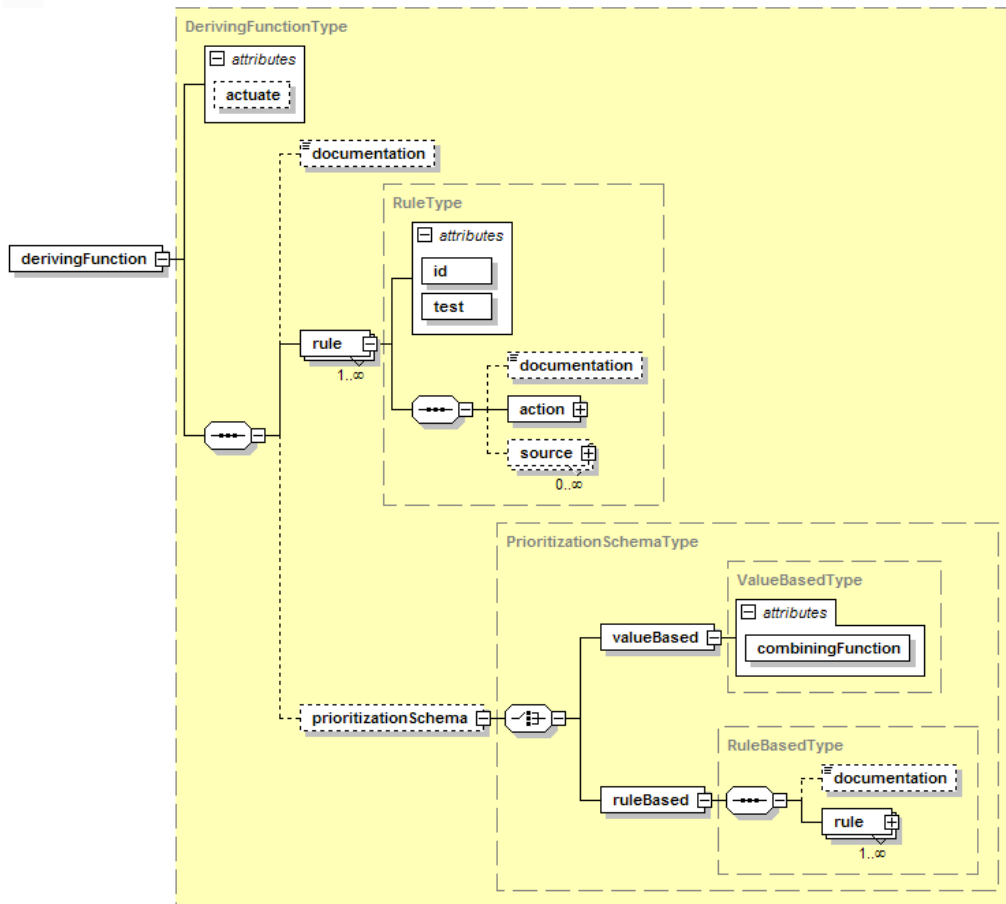 DerivingFunctionType
attributes
actuate
documentation
RuleType
attributes
derivingFunction
id
test
rule
1..∞
documentation
action
source
0..∞
PrioritizationSchemaType
ValueBasedType
attributes
valueBased
combiningFunction
prioritizationSchema
RuleBasedType
documentation
ruleBased
rule
1..∞